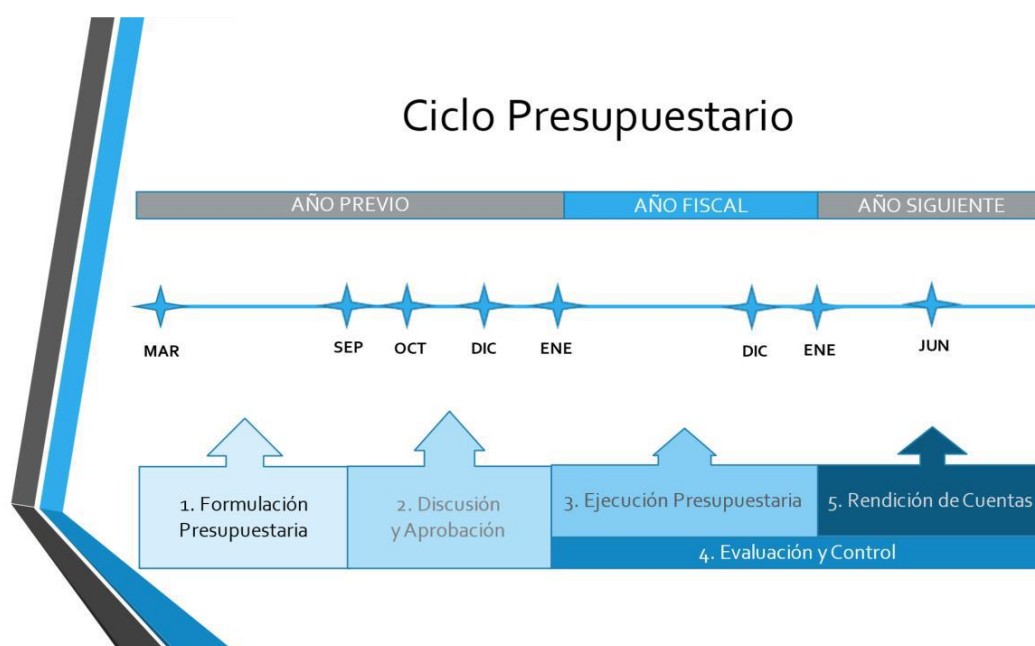 Ciclo Presupuestario
AÑO PREVIO
AÑO FISCAL
AÑO SIGUIENTE
MAR
SEP
OCT
DIC
ENE
DIC
ENE
JUN
1. Formulación
Presupuestaria
2. Discusión
y Aprobación
3. Ejecución Presupuestaria
5. Rendición de Cuentas
4. Evaluación y Control